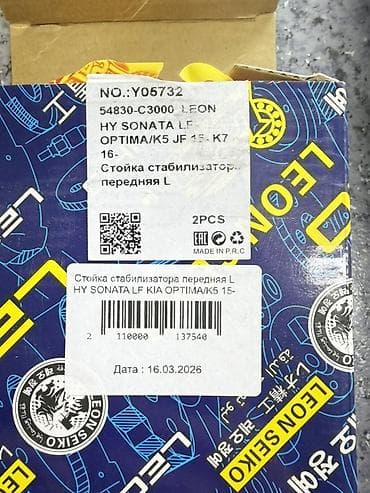 NO.:Y05732
54830-C3000 LEON
HY SONATA LF-
OPTIMA/K5 JF 15- K7
16-
Стойка стабилизатора
передняя L
2PCS
MADE IN P.R.C
Стойка стабилизатора передняя L
HY SONATA LF KIA OPTIMA/K5 15-
2 110000 137540
Дата : 16.03.2026
LEON
LEON SEIKO
LEON SEIKO